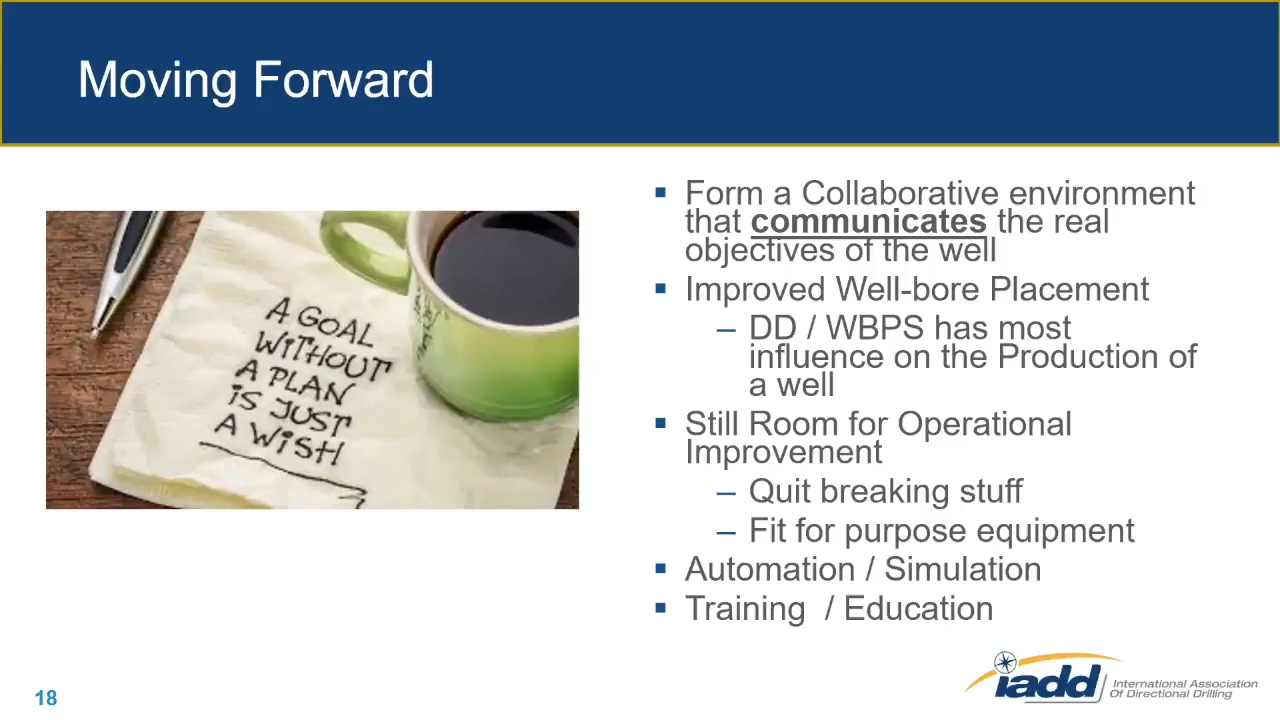 Moving Forward
A GOAL
WITHOUT
A PLAN
iS JUST
A WiSH
▪ Form a Collaborative environment
that communicates the real
objectives of the well
▪ Improved Well-bore Placement
– DD / WBPS has most
influence on the Production of
a well
▪ Still Room for Operational
Improvement
– Quit breaking stuff
– Fit for purpose equipment
▪ Automation / Simulation
▪ Training / Education
18
iadd
International Association
Of Directional Drilling